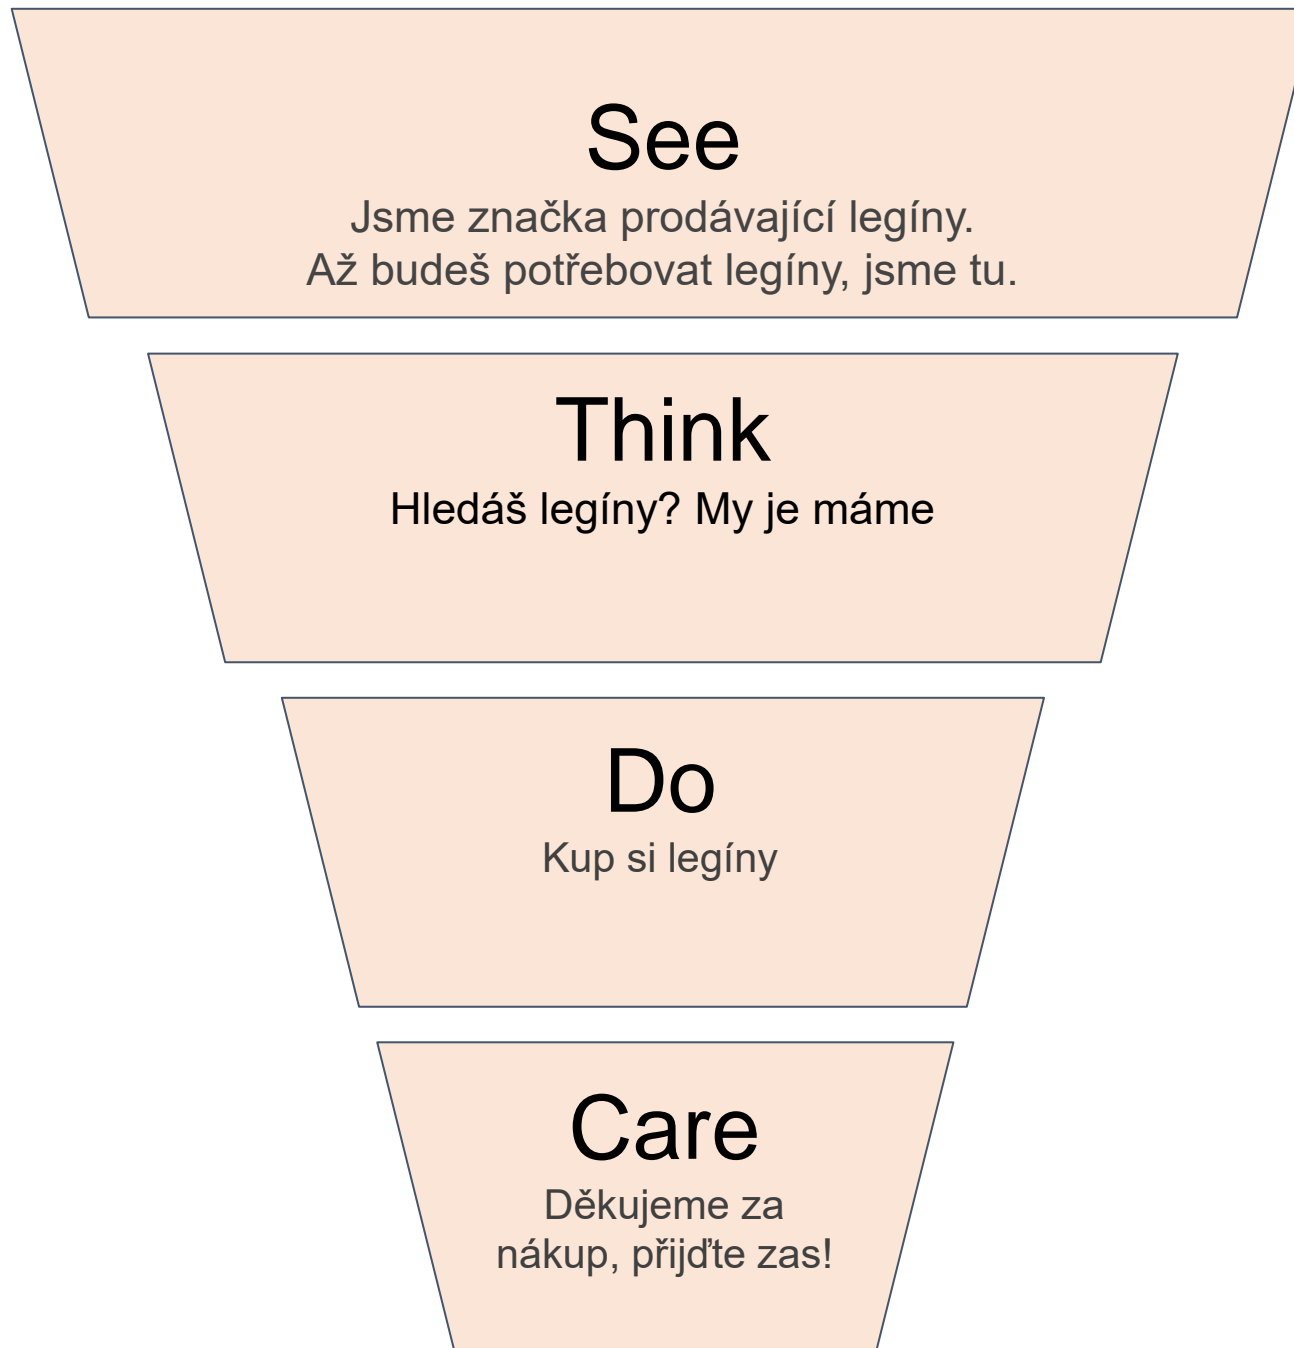 See
Jsme značka prodávající legíny.
Až budeš potřebovat legíny, jsme tu.
Think
Hledáš legíny? My je máme
Do
Kup si legíny
Care
Děkujeme za
nákup, přijďte zas!